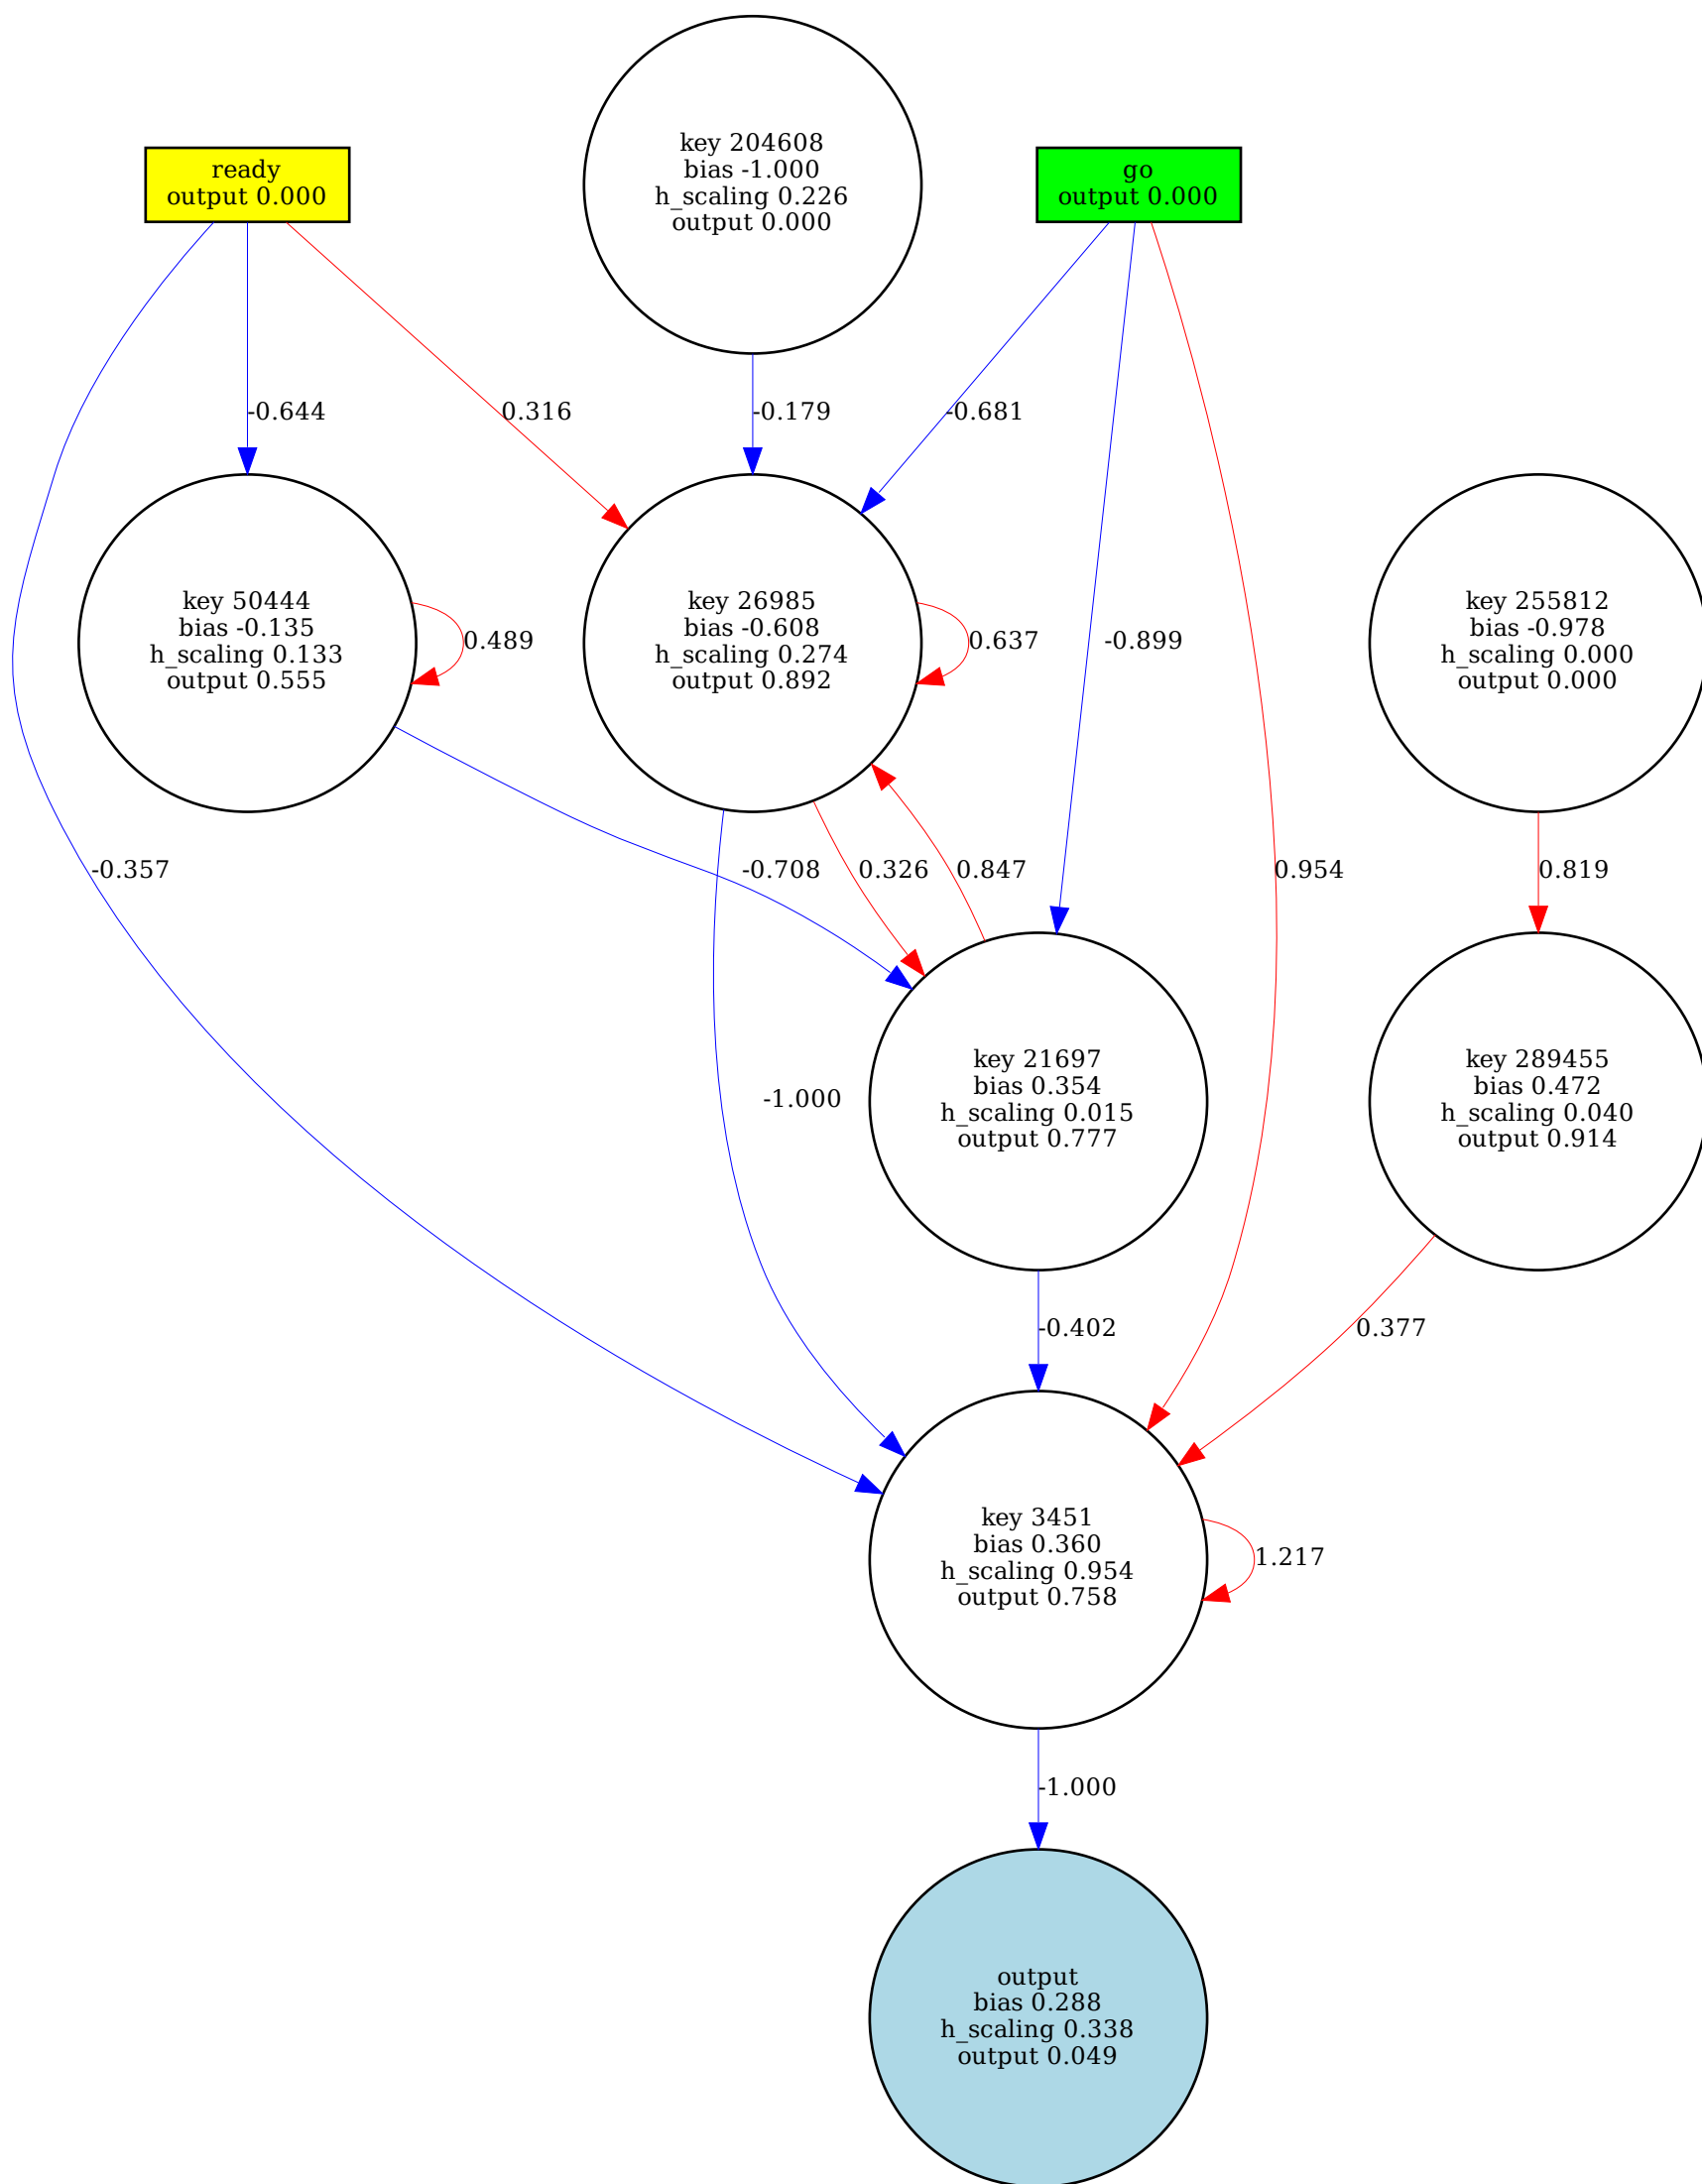 key 204608
bias -1.000
h_scaling 0.226
output 0.000
ready
output 0.000
go
output 0.000
-0.644
0.316
-0.179
-0.681
key 50444
bias -0.135
h_scaling 0.133
output 0.555
0.489
key 26985
bias -0.608
h_scaling 0.274
output 0.892
0.637
-0.899
key 255812
bias -0.978
h_scaling 0.000
output 0.000
-0.357
-0.708
0.326
0.847
0.954
0.819
-1.000
key 21697
bias 0.354
h_scaling 0.015
output 0.777
key 289455
bias 0.472
h_scaling 0.040
output 0.914
-0.402
0.377
key 3451
bias 0.360
h_scaling 0.954
output 0.758
1.217
-1.000
output
bias 0.288
h_scaling 0.338
output 0.049